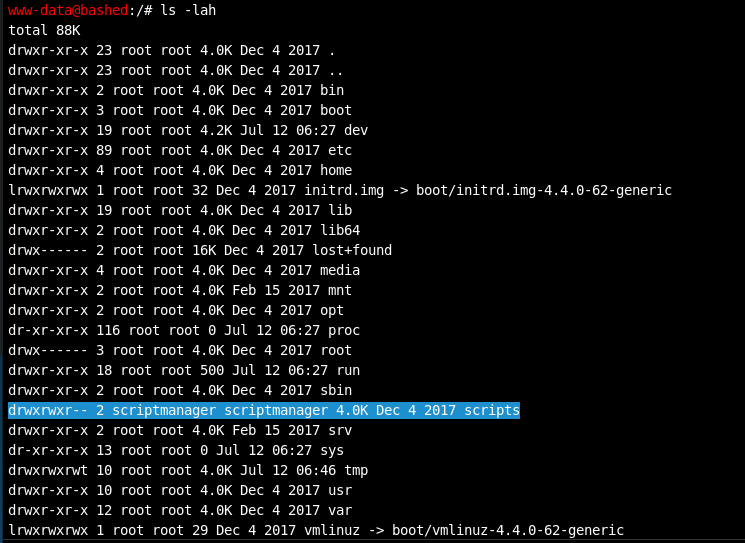 www-data@bashed:/# ls -lah
total 88K
drwxr-xr-x 23 root root 4.0K Dec 4 2017 .
drwxr-xr-x 23 root root 4.0K Dec 4 2017 ..
drwxr-xr-x 2 root root 4.0K Dec 4 2017 bin
drwxr-xr-x 3 root root 4.0K Dec 4 2017 boot
drwxr-xr-x 19 root root 4.2K Jul 12 06:27 dev
drwxr-xr-x 89 root root 4.0K Dec 4 2017 etc
drwxr-xr-x 4 root root 4.0K Dec 4 2017 home
lrwxrwxrwx 1 root root 32 Dec 4 2017 initrd.img -> boot/initrd.img-4.4.0-62-generic
drwxr-xr-x 19 root root 4.0K Dec 4 2017 lib
drwxr-xr-x 2 root root 4.0K Dec 4 2017 lib64
drwx------ 2 root root 16K Dec 4 2017 lost+found
drwxr-xr-x 4 root root 4.0K Dec 4 2017 media
drwxr-xr-x 2 root root 4.0K Feb 15 2017 mnt
drwxr-xr-x 2 root root 4.0K Dec 4 2017 opt
dr-xr-xr-x 116 root root 0 Jul 12 06:27 proc
drwx------ 3 root root 4.0K Dec 4 2017 root
drwxr-xr-x 18 root root 500 Jul 12 06:27 run
drwxr-xr-x 2 root root 4.0K Dec 4 2017 sbin
drwxrwxr-- 2 scriptmanager scriptmanager 4.0K Dec 4 2017 scripts
drwxr-xr-x 2 root root 4.0K Feb 15 2017 srv
dr-xr-xr-x 13 root root 0 Jul 12 06:27 sys
drwxrwxrwt 10 root root 4.0K Jul 12 06:46 tmp
drwxr-xr-x 10 root root 4.0K Dec 4 2017 usr
drwxr-xr-x 12 root root 4.0K Dec 4 2017 var
lrwxrwxrwx 1 root root 29 Dec 4 2017 vmlinuz -> boot/vmlinuz-4.4.0-62-generic